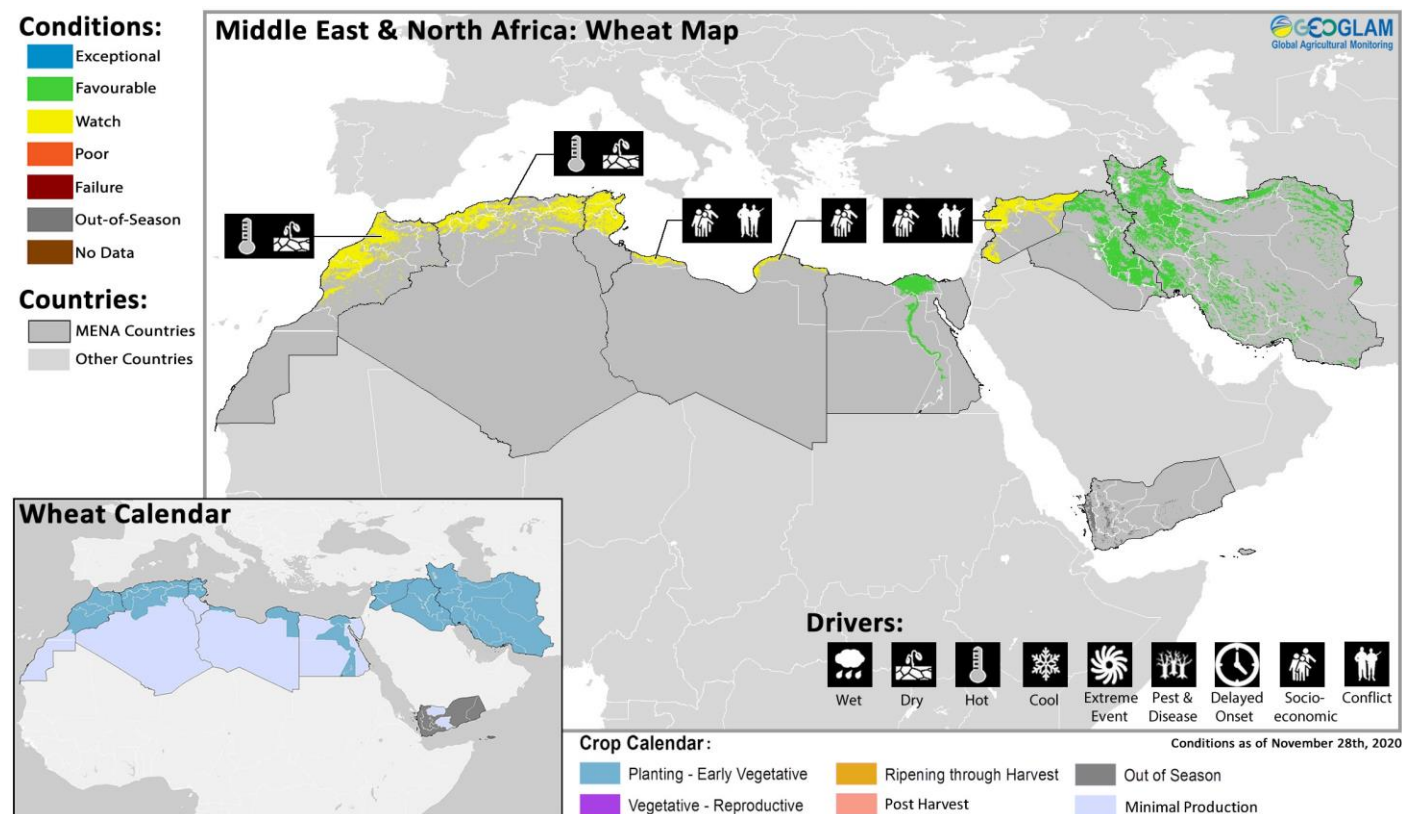 Conditions:
Exceptional
Favourable
Watch
Poor
Failure
Out-of-Season
No Data
Countries:
MENA Countries
Other Countries
Middle East & North Africa: Wheat Map
GEOGLAM
Global Agricultural Monitoring
Wheat Calendar
Drivers:
Wet
Dry
Hot
Cool
Extreme
Event
Pest &
Disease
Delayed
Onset
Socio-
economic
Conflict
Conditions as of November 28th, 2020
Crop Calendar:
Planting - Early Vegetative
Ripening through Harvest
Out of Season
Vegetative - Reproductive
Post Harvest
Minimal Production